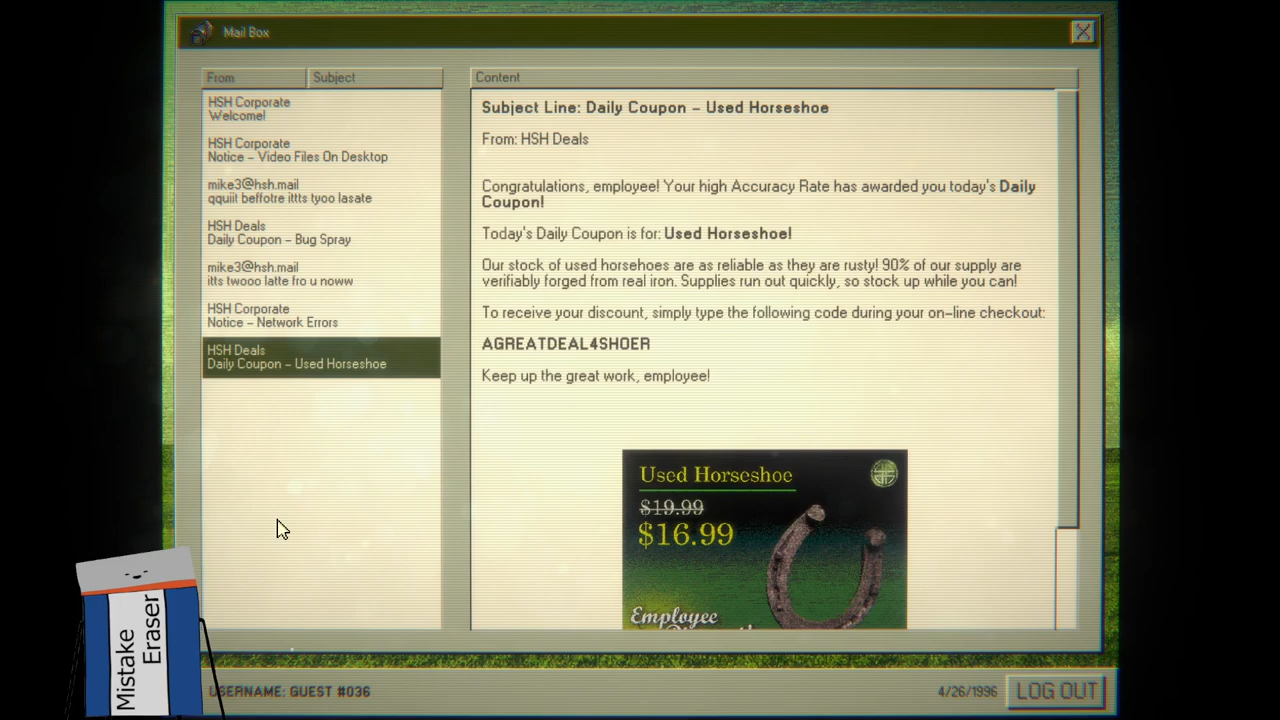 Mail Box
From
Subject
Content
HSH Corporate
Welcome!
HSH Corporate
Notice – Video Files On Desktop
mike3@hsh.mail
qquiit beffotre ittts tyoo lasate
HSH Deals
Daily Coupon – Bug Spray
mike3@hsh.mail
itts twooo latte fro u noww
HSH Corporate
Notice – Network Errors
HSH Deals
Daily Coupon – Used Horseshoe
Subject Line: Daily Coupon – Used Horseshoe
From: HSH Deals
Congratulations, employee! Your high Accuracy Rate has awarded you today's Daily
Coupon!
Today's Daily Coupon is for: Used Horseshoe!
Our stock of used horsehoes are as reliable as they are rusty! 90% of our supply are
verifiably forged from real iron. Supplies run out quickly, so stock up while you can!
To receive your discount, simply type the following code during your on-line checkout:
AGREATDEAL4SHOER
Keep up the great work, employee!
Used Horseshoe
$19.99
$16.99
Employee
Mistake
Eraser
USERNAME: GUEST #036
4/26/1996
LOG OUT